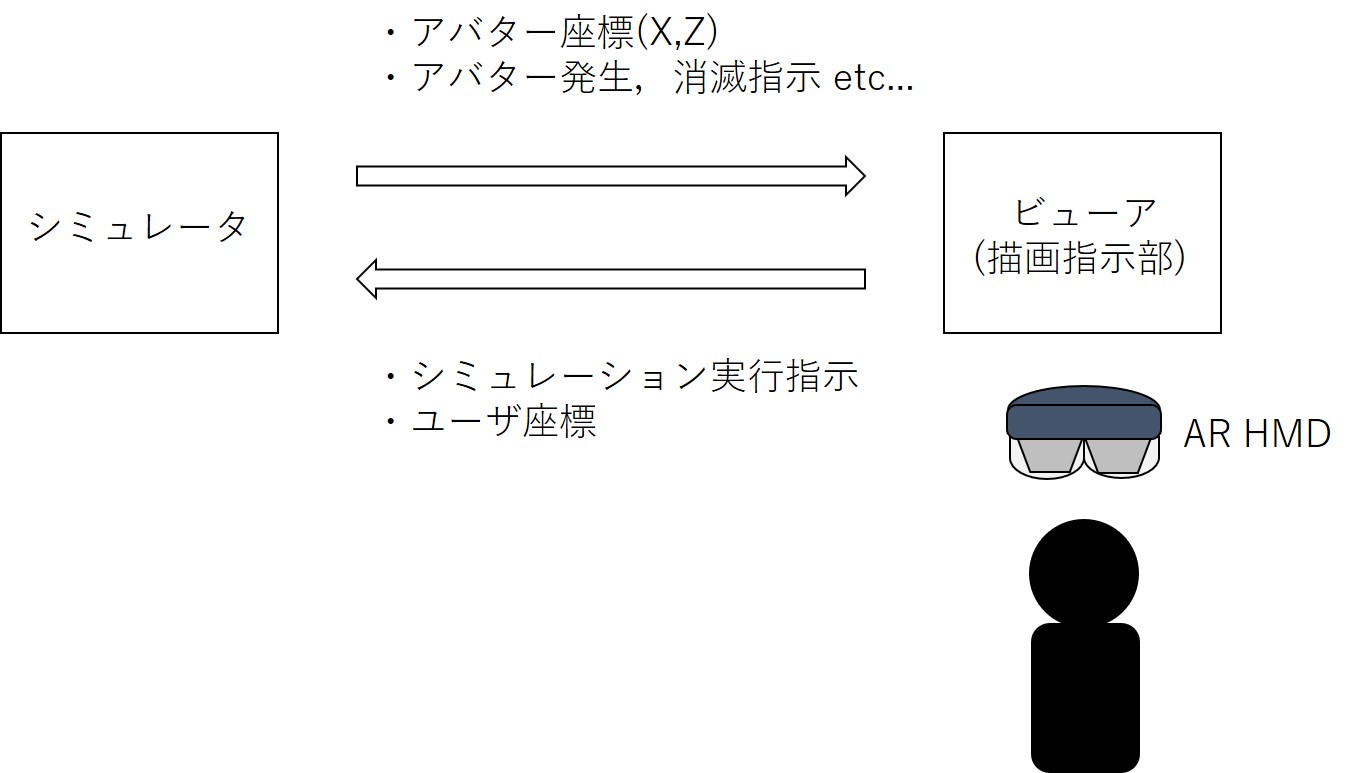 ・アバター座標(X,Z)
・アバター発生，消滅指示 etc...
シミュレータ
ビューア
(描画指示部)
・シミュレーション実行指示
・ユーザ座標
AR HMD